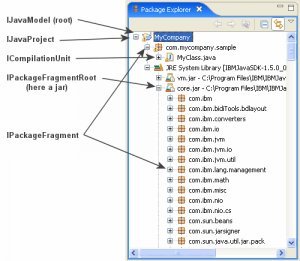 IJavaModel (root)
IJavaProject
ICompilationUnit
IPackageFragmentRoot
(here a jar)
IPackageFragment
Package Explorer
MyCompany
com.mycompany.sample
MyClass.java
JRE System Library [IBMJavaSDK-1.5.0_
vm.jar - C:\Program Files\IBM\IBMJava
core.jar - C:\Program Files\IBM\IBMJa
com.ibm
com.ibm.bidiTools.bdlayout
com.ibm.converters
com.ibm.io
com.ibm.jvm
com.ibm.jvm.io
com.ibm.jvm.util
com.ibm.lang.management
com.ibm.math
com.ibm.misc
com.ibm.nio
com.ibm.nio.cs
com.sun.beans
com.sun.jarsigner
com.sun.java.util.jar.pack